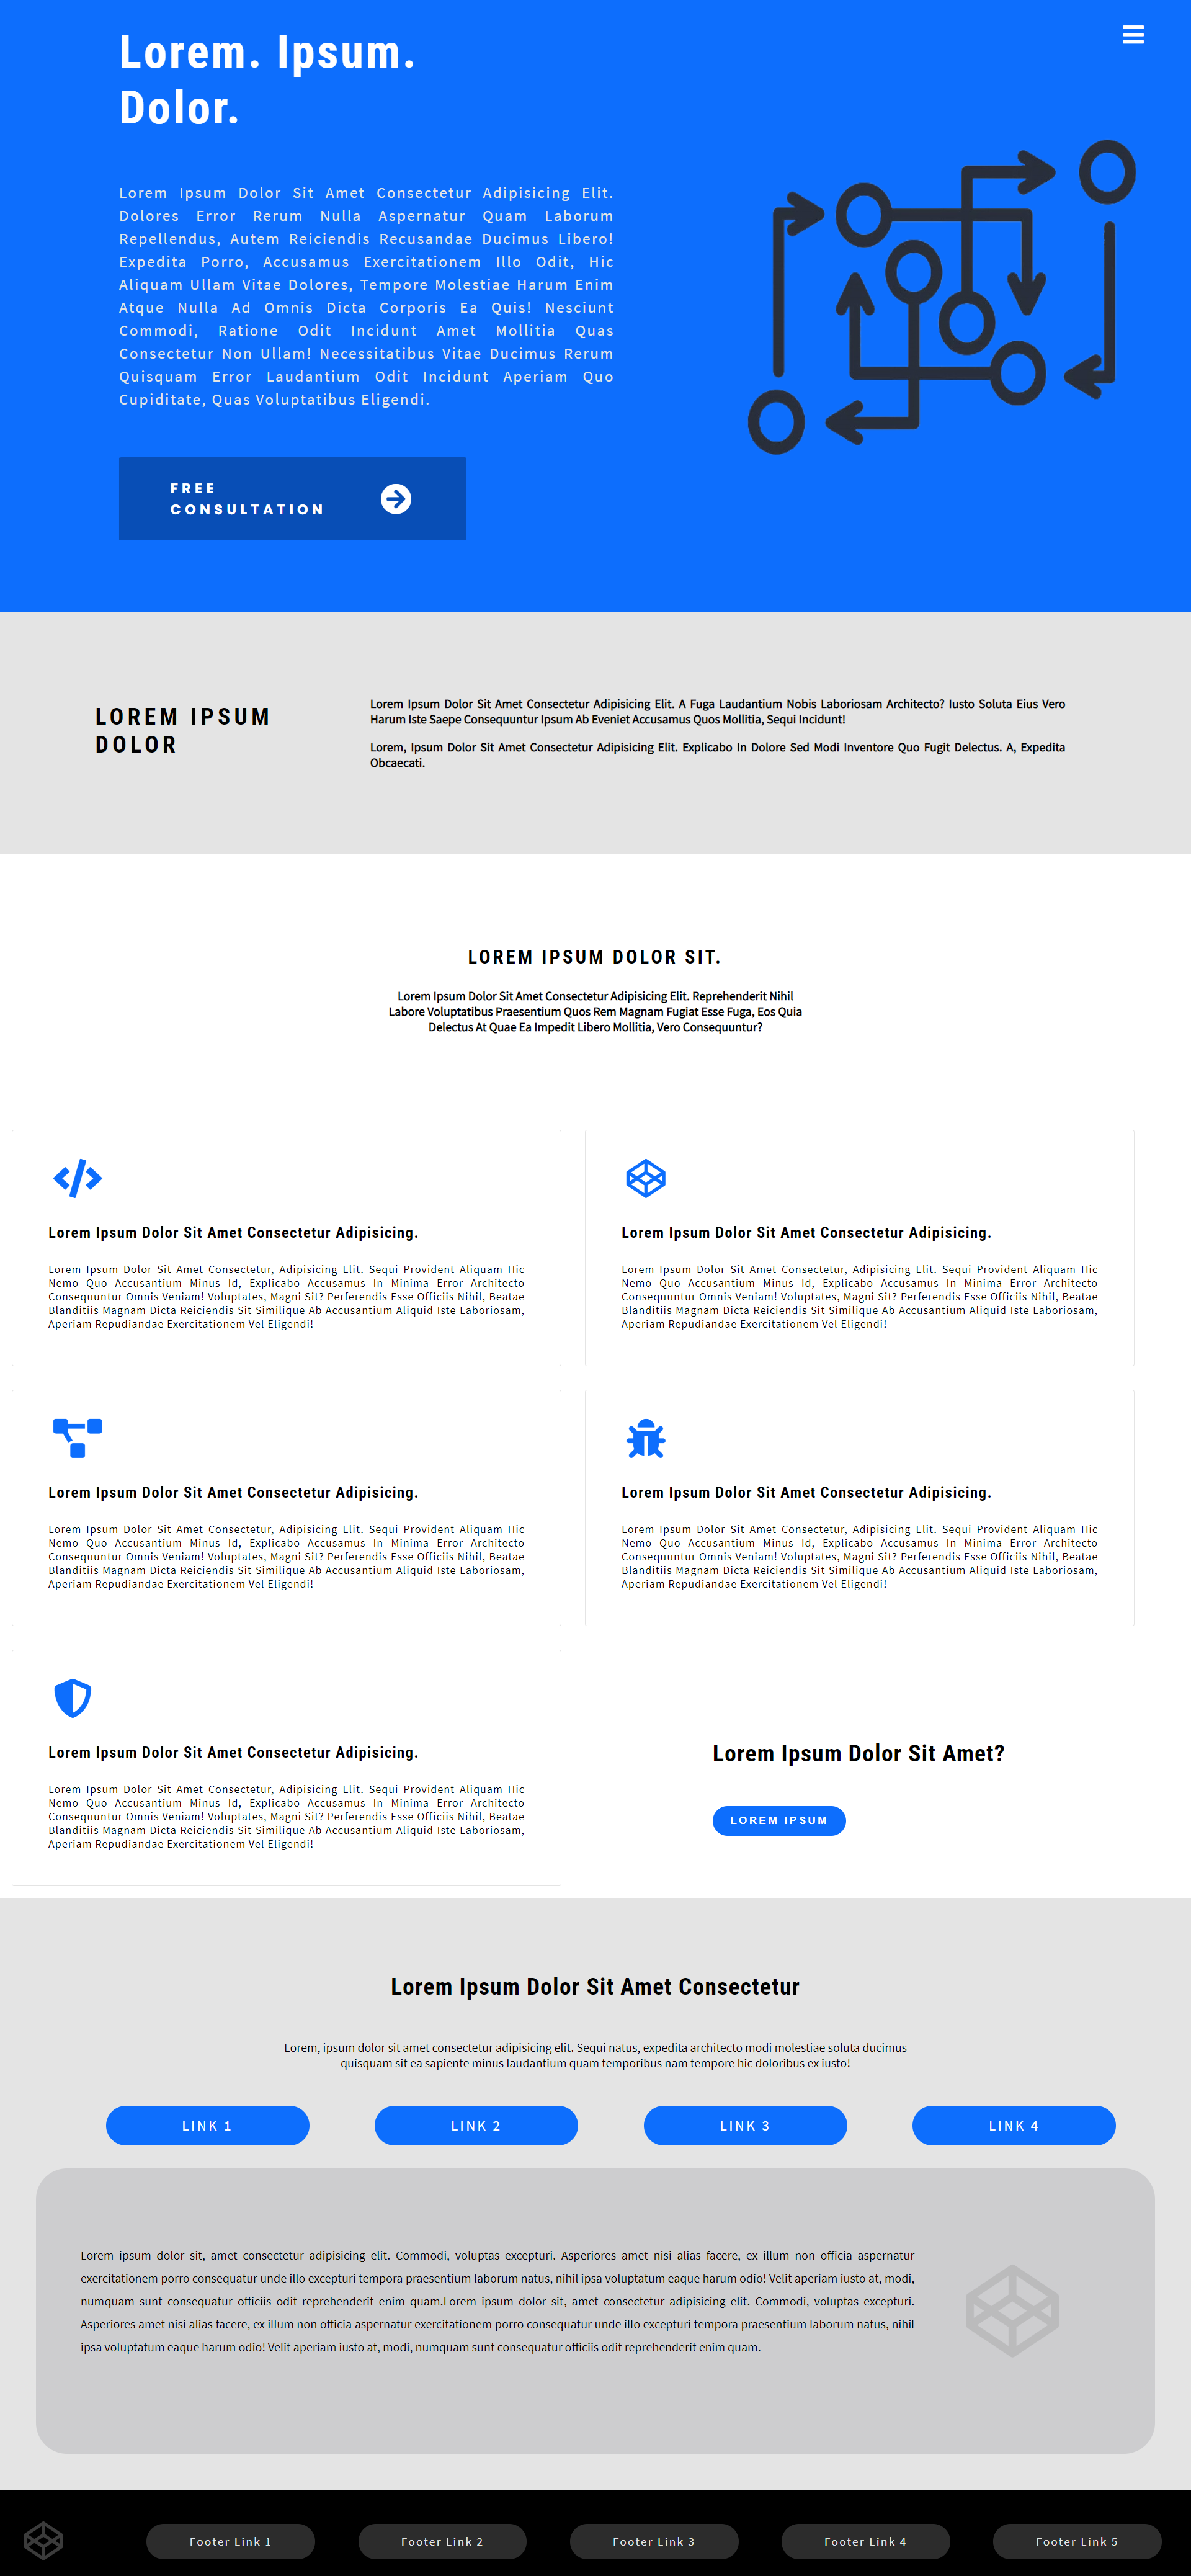 Lorem. Ipsum.
Dolor.
Lorem Ipsum Dolor Sit Amet Consectetur Adipisicing Elit.
Dolores Error Rerum Nulla Aspernatur Quam Laborum
Repellendus, Autem Reiciendis Recusandae Ducimus Libero!
Expedita Porro, Accusamus Exercitationem Illo Odit, Hic
Aliquam Ullam Vitae Dolores, Tempore Molestiae Harum Enim
Atque Nulla Ad Omnis Dicta Corporis Ea Quis! Nesciunt
Commodi, Ratione Odit Incidunt Amet Mollitia Quas
Consectetur Non Ullam! Necessitatibus Vitae Ducimus Rerum
Quisquam Error Laudantium Odit Incidunt Aperiam Quo
Cupiditate, Quas Voluptatibus Eligendi.
FREE
CONSULTATION
LOREM IPSUM
DOLOR
Lorem Ipsum Dolor Sit Amet Consectetur Adipisicing Elit. A Fuga Laudantium Nobis Laboriosam Architecto? Iusto Soluta Eius Vero
Harum Iste Saepe Consequuntur Ipsum Ab Eveniet Accusamus Quos Mollitia, Sequi Incidunt!
Lorem, Ipsum Dolor Sit Amet Consectetur Adipisicing Elit. Explicabo In Dolore Sed Modi Inventore Quo Fugit Delectus. A, Expedita
Obcaecati.
LOREM IPSUM DOLOR SIT.
Lorem Ipsum Dolor Sit Amet Consectetur Adipisicing Elit. Reprehenderit Nihil
Labore Voluptatibus Praesentium Quos Rem Magnam Fugiat Esse Fuga, Eos Quia
Delectus At Quae Ea Impedit Libero Mollitia, Vero Consequuntur?
Lorem Ipsum Dolor Sit Amet Consectetur Adipisicing.
Lorem Ipsum Dolor Sit Amet Consectetur, Adipisicing Elit. Sequi Provident Aliquam Hic
Nemo Quo Accusantium Minus Id, Explicabo Accusamus In Minima Error Architecto
Consequuntur Omnis Veniam! Voluptates, Magni Sit? Perferendis Esse Officiis Nihil, Beatae
Blanditiis Magnam Dicta Reiciendis Sit Similique Ab Accusantium Aliquid Iste Laboriosam,
Aperiam Repudiandae Exercitationem Vel Eligendi!
Lorem Ipsum Dolor Sit Amet Consectetur Adipisicing.
Lorem Ipsum Dolor Sit Amet Consectetur, Adipisicing Elit. Sequi Provident Aliquam Hic
Nemo Quo Accusantium Minus Id, Explicabo Accusamus In Minima Error Architecto
Consequuntur Omnis Veniam! Voluptates, Magni Sit? Perferendis Esse Officiis Nihil, Beatae
Blanditiis Magnam Dicta Reiciendis Sit Similique Ab Accusantium Aliquid Iste Laboriosam,
Aperiam Repudiandae Exercitationem Vel Eligendi!
Lorem Ipsum Dolor Sit Amet Consectetur Adipisicing.
Lorem Ipsum Dolor Sit Amet Consectetur, Adipisicing Elit. Sequi Provident Aliquam Hic
Nemo Quo Accusantium Minus Id, Explicabo Accusamus In Minima Error Architecto
Consequuntur Omnis Veniam! Voluptates, Magni Sit? Perferendis Esse Officiis Nihil, Beatae
Blanditiis Magnam Dicta Reiciendis Sit Similique Ab Accusantium Aliquid Iste Laboriosam,
Aperiam Repudiandae Exercitationem Vel Eligendi!
Lorem Ipsum Dolor Sit Amet Consectetur Adipisicing.
Lorem Ipsum Dolor Sit Amet Consectetur, Adipisicing Elit. Sequi Provident Aliquam Hic
Nemo Quo Accusantium Minus Id, Explicabo Accusamus In Minima Error Architecto
Consequuntur Omnis Veniam! Voluptates, Magni Sit? Perferendis Esse Officiis Nihil, Beatae
Blanditiis Magnam Dicta Reiciendis Sit Similique Ab Accusantium Aliquid Iste Laboriosam,
Aperiam Repudiandae Exercitationem Vel Eligendi!
Lorem Ipsum Dolor Sit Amet Consectetur Adipisicing.
Lorem Ipsum Dolor Sit Amet Consectetur, Adipisicing Elit. Sequi Provident Aliquam Hic
Nemo Quo Accusantium Minus Id, Explicabo Accusamus In Minima Error Architecto
Consequuntur Omnis Veniam! Voluptates, Magni Sit? Perferendis Esse Officiis Nihil, Beatae
Blanditiis Magnam Dicta Reiciendis Sit Similique Ab Accusantium Aliquid Iste Laboriosam,
Aperiam Repudiandae Exercitationem Vel Eligendi!
Lorem Ipsum Dolor Sit Amet?
LOREM IPSUM
Lorem Ipsum Dolor Sit Amet Consectetur
Lorem, ipsum dolor sit amet consectetur adipisicing elit. Sequi natus, expedita architecto modi molestiae soluta ducimus
quisquam sit ea sapiente minus laudantium quam temporibus nam tempore hic doloribus ex iusto!
LINK 1
LINK 2
LINK 3
LINK 4
Lorem ipsum dolor sit, amet consectetur adipisicing elit. Commodi, voluptas excepturi. Asperiores amet nisi alias facere, ex illum non officia aspernatur
exercitationem porro consequatur unde illo excepturi tempora praesentium laborum natus, nihil ipsa voluptatum eaque harum odio! Velit aperiam iusto at, modi,
numquam sunt consequatur officiis odit reprehenderit enim quam.Lorem ipsum dolor sit, amet consectetur adipisicing elit. Commodi, voluptas excepturi.
Asperiores amet nisi alias facere, ex illum non officia aspernatur exercitationem porro consequatur unde illo excepturi tempora praesentium laborum natus, nihil
ipsa voluptatum eaque harum odio! Velit aperiam iusto at, modi, numquam sunt consequatur officiis odit reprehenderit enim quam.
Footer Link 1
Footer Link 2
Footer Link 3
Footer Link 4
Footer Link 5